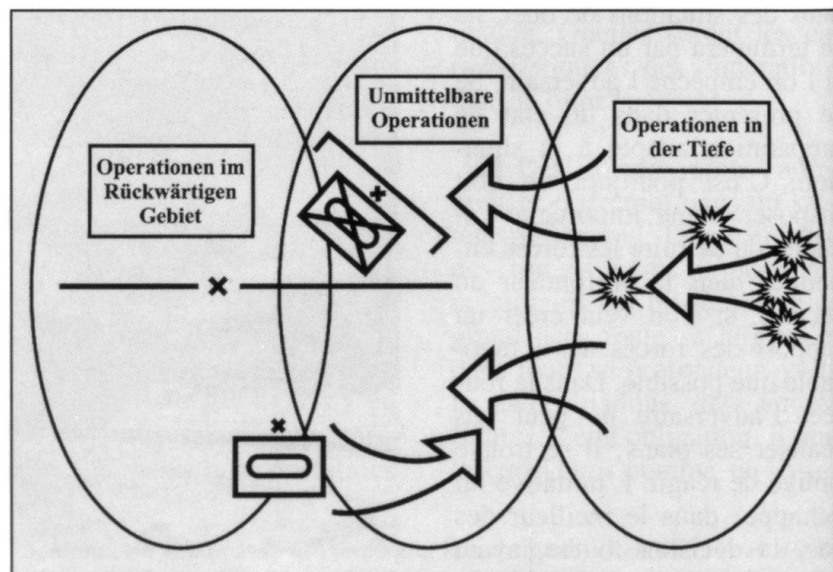 Operationen im
Rückwärtigen
Gebiet
Unmittelbare
Operationen
Operationen in
der Tiefe